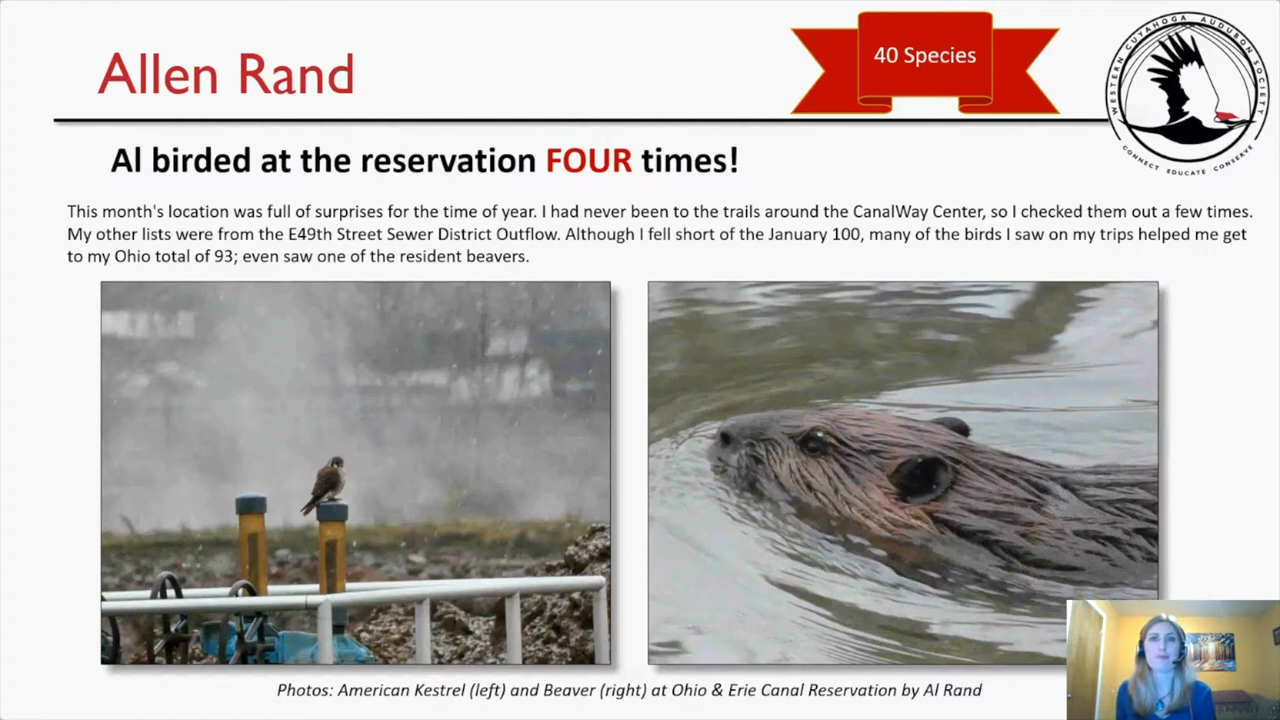 Allen Rand
40 Species
WESTERN CUYAHOGA AUDUBON SOCIETY
CONNECT EDUCATE CONSERVE
Al birded at the reservation FOUR times!
This month's location was full of surprises for the time of year. I had never been to the trails around the CanalWay Center, so I checked them out a few times.
My other lists were from the E49th Street Sewer District Outflow. Although I fell short of the January 100, many of the birds I saw on my trips helped me get
to my Ohio total of 93; even saw one of the resident beavers.
Photos: American Kestrel (left) and Beaver (right) at Ohio & Erie Canal Reservation by Al Rand